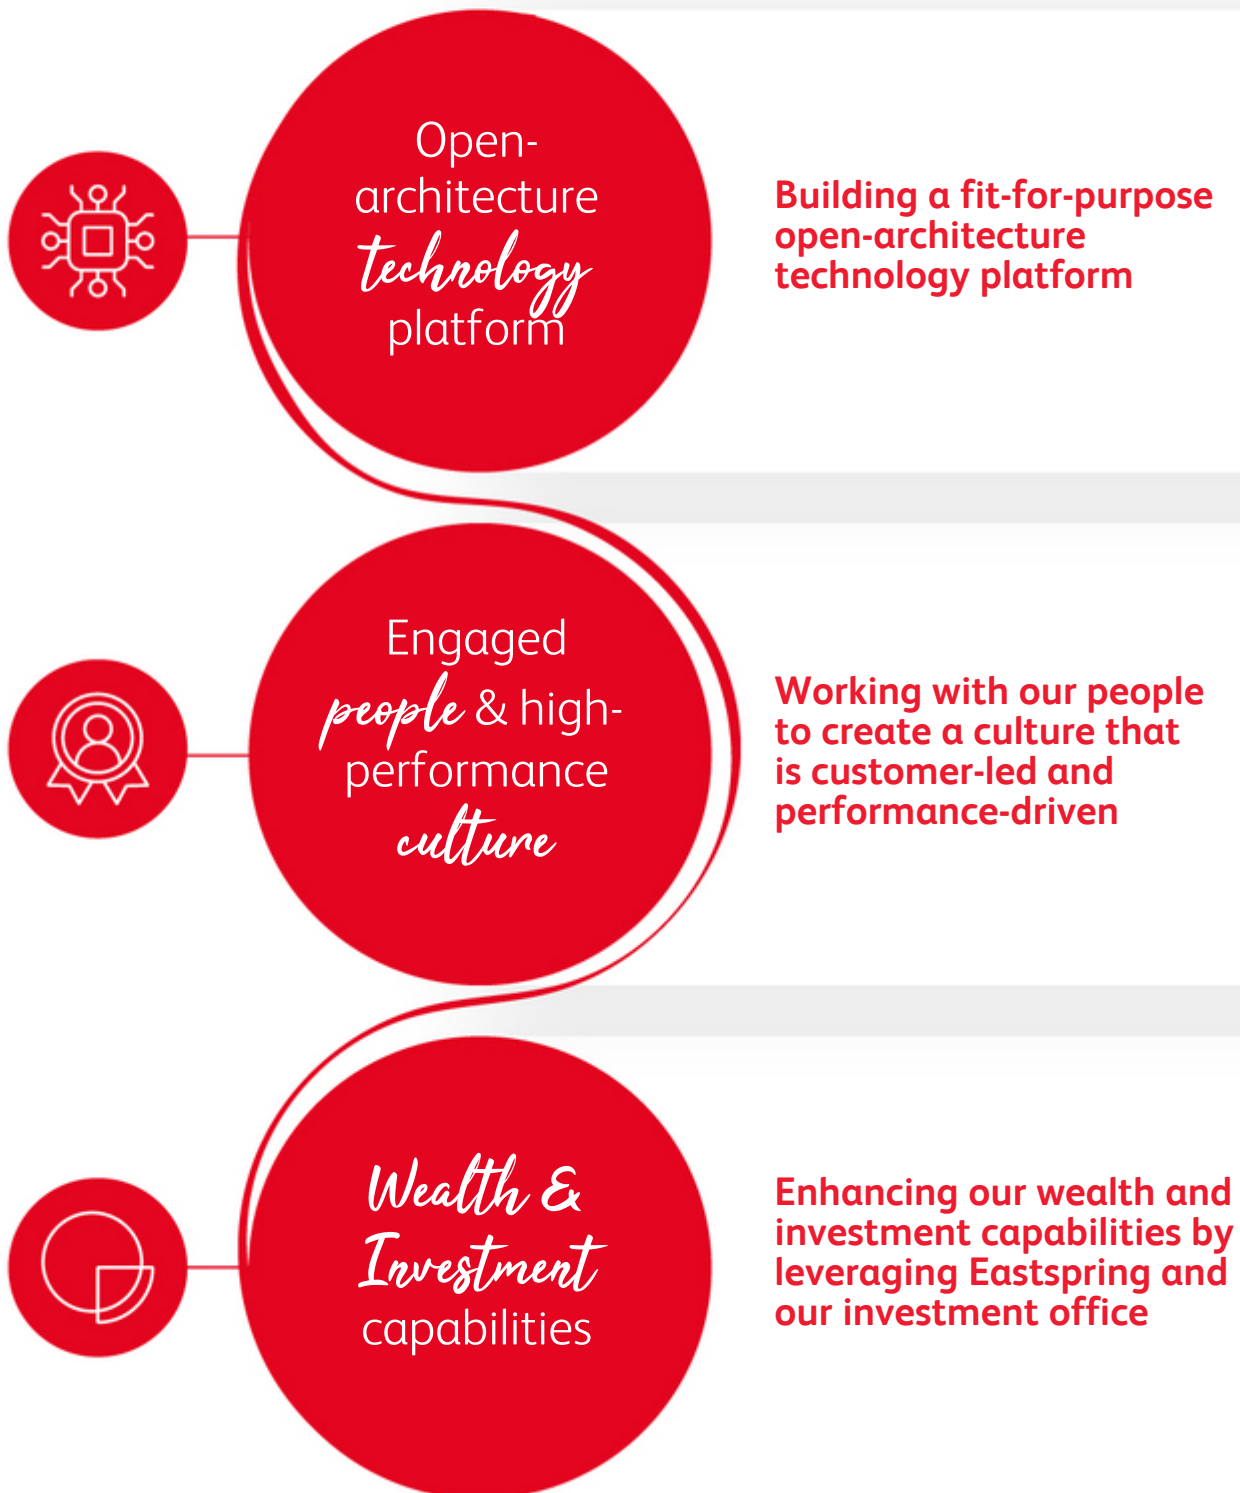 Open-
architecture
technology
platform
Building a fit-for-purpose
open-architecture
technology platform
Engaged
people & high-
performance
culture
Working with our people
to create a culture that
is customer-led and
performance-driven
Wealth &
Investment
capabilities
Enhancing our wealth and
investment capabilities by
leveraging Eastspring and
our investment office